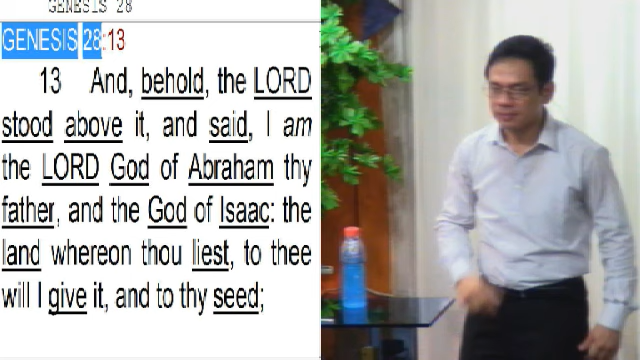 GENESIS 28
GENESIS 28:13
13 And, behold, the LORD
stood above it, and said, I am
the LORD God of Abraham thy
father, and the God of Isaac: the
land whereon thou liest, to thee
will I give it, and to thy seed;